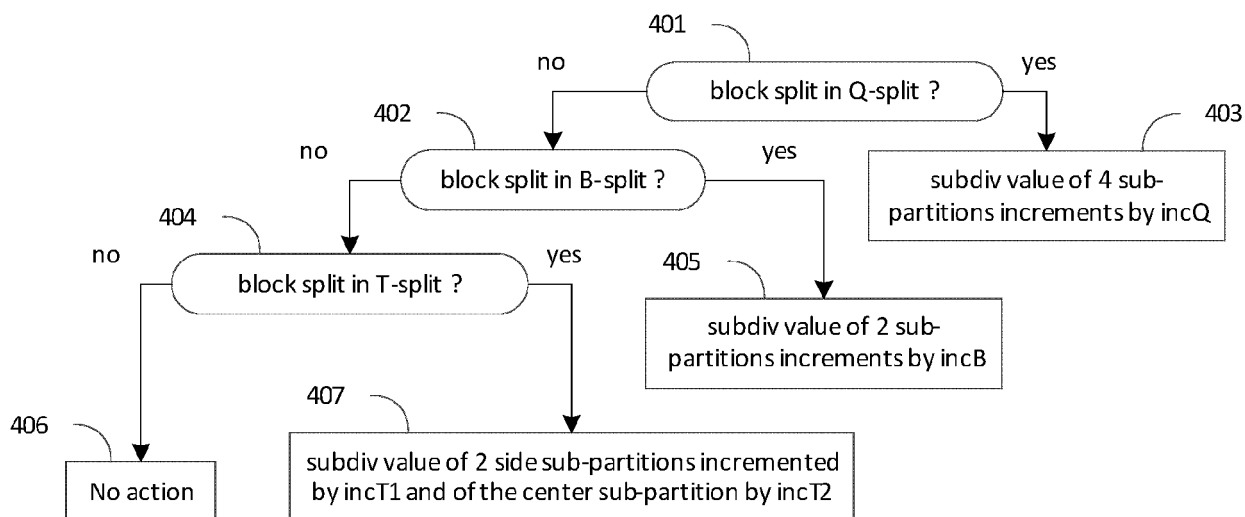 401
no
yes
block split in Q-split ?
402
403
no
yes
block split in B-split ?
subdiv value of 4 sub-
partitions increments by incQ
404
no
yes
block split in T-split ?
405
subdiv value of 2 sub-
partitions increments by incB
407
406
subdiv value of 2 side sub-partitions incremented
by incT1 and of the center sub-partition by incT2
No action